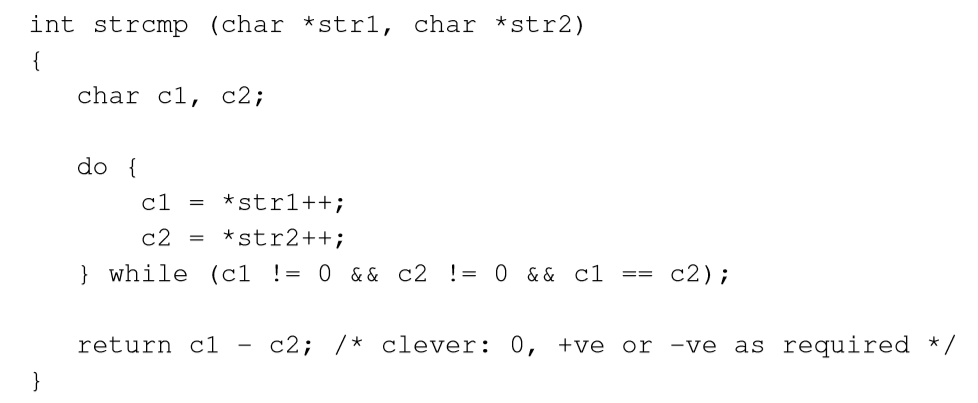 int strcmp (char *str1, char *str2)
{
char c1, c2;
do {
c1 = *str1++;
c2 = *str2++;
} while (c1 != 0 && c2 != 0 && c1 == c2);
return c1 - c2; /* clever: 0, +ve or -ve as required */
}